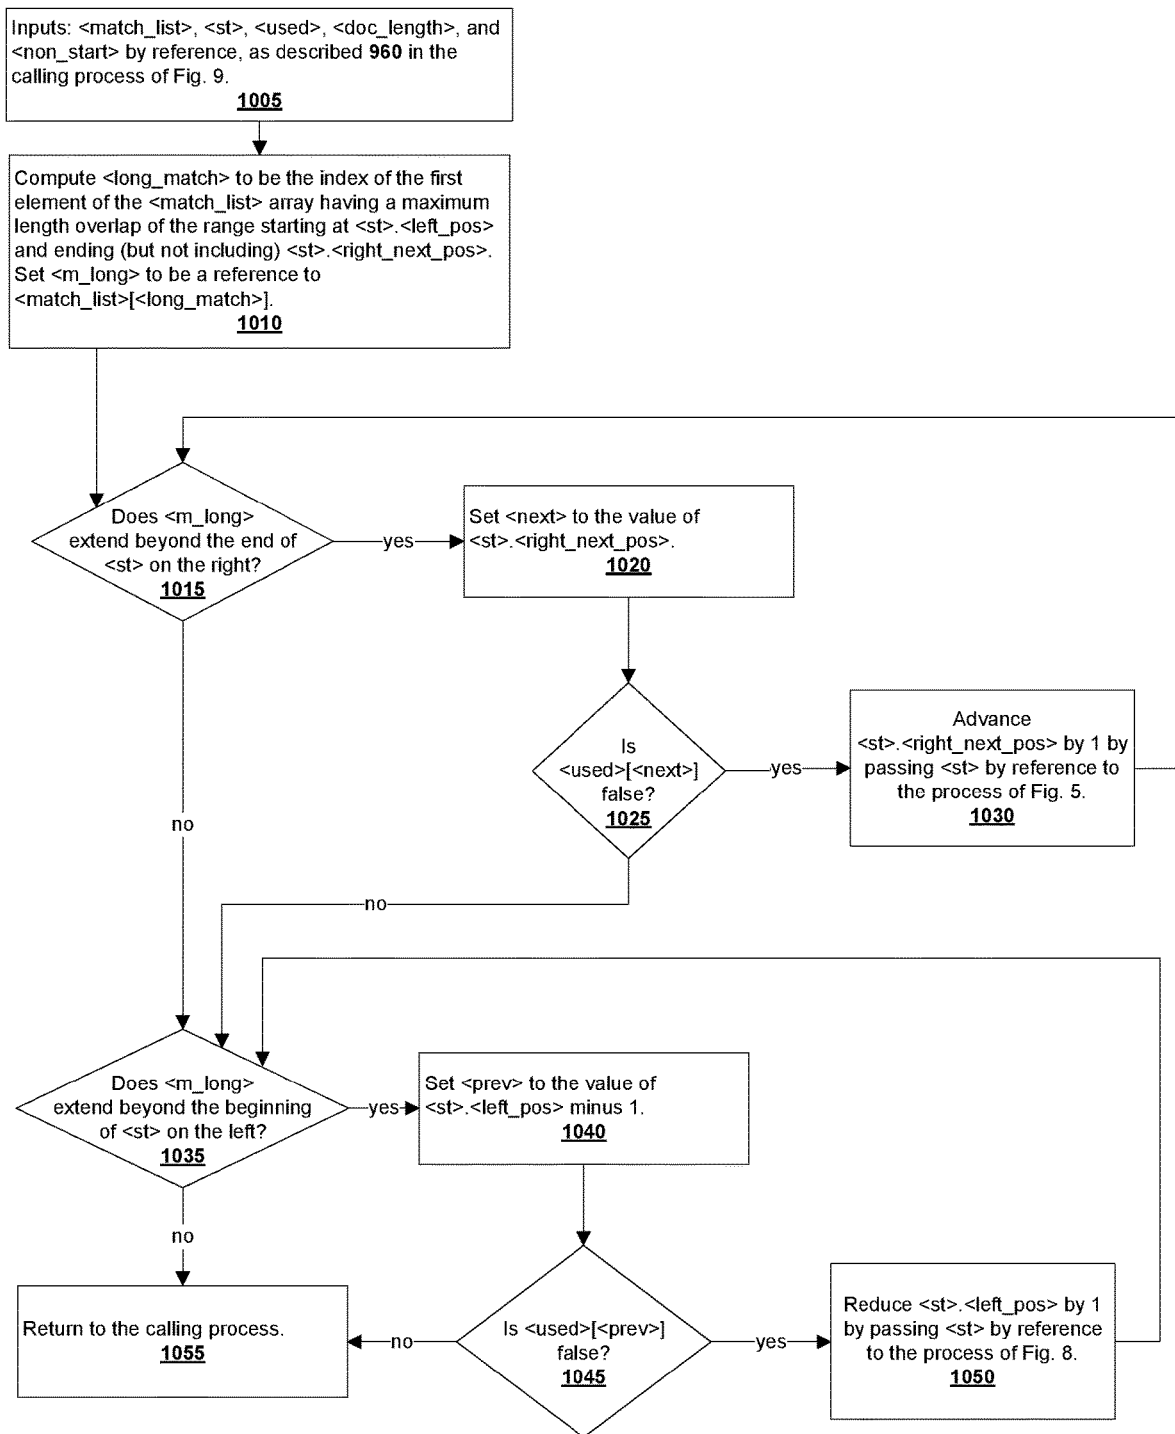 Inputs: <match_list>, <st>, <used>, <doc_length>, and
<non_start> by reference, as described 960 in the
calling process of Fig. 9.
1005
Compute <long_match> to be the index of the first
element of the <match_list> array having a maximum
length overlap of the range starting at <st>.<left_pos>
and ending (but not including) <st>.<right_next_pos>.
Set <m_long> to be a reference to
<match_list>[<long_match>].
1010
Does <m_long>
extend beyond the end of
<st> on the right?
1015
yes
Set <next> to the value of
<st>.<right_next_pos>.
1020
Is
<used>[<next>]
false?
1025
yes
Advance
<st>.<right_next_pos> by 1 by
passing <st> by reference to
the process of Fig. 5.
1030
no
no
Does <m_long>
extend beyond the beginning
of <st> on the left?
1035
yes
Set <prev> to the value of
<st>.<left_pos> minus 1.
1040
no
Return to the calling process.
1055
no
Is <used>[<prev>]
false?
1045
yes
Reduce <st>.<left_pos> by 1
by passing <st> by reference
to the process of Fig. 8.
1050